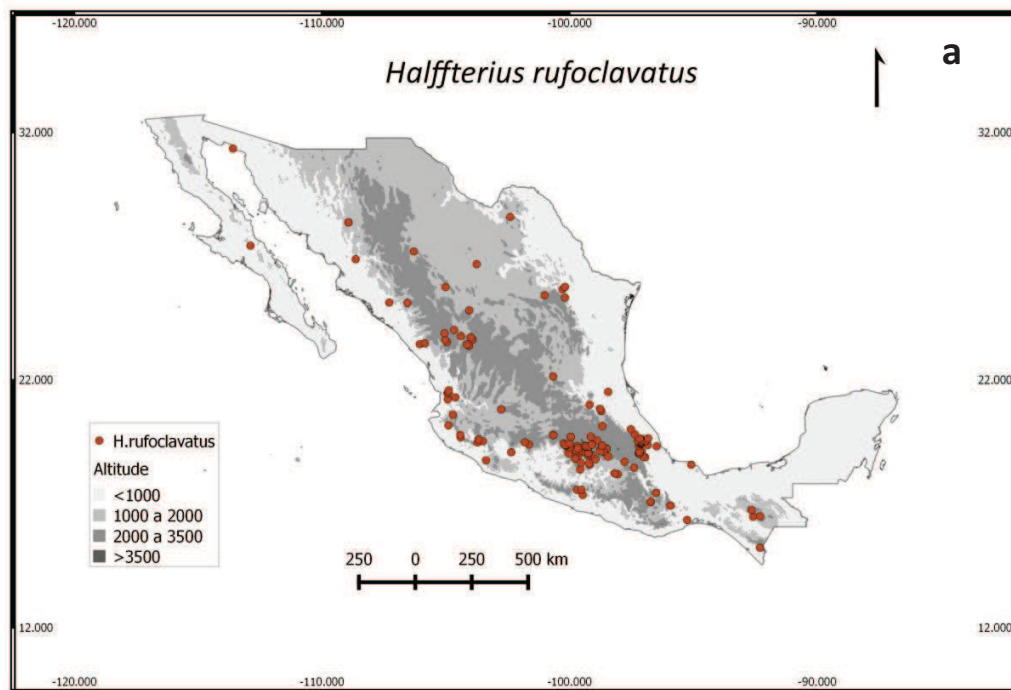 -120.000 -110.000 -100.000 -90.000
a
Halffterius rufoclavatus
32.000 32.000
22.000 22.000
H.rufoclavatus
Altitude
<1000
1000 a 2000
2000 a 3500
>3500
250 0 250 500 km
12.000 12.000
-120.000 -110.000 -100.000 -90.000